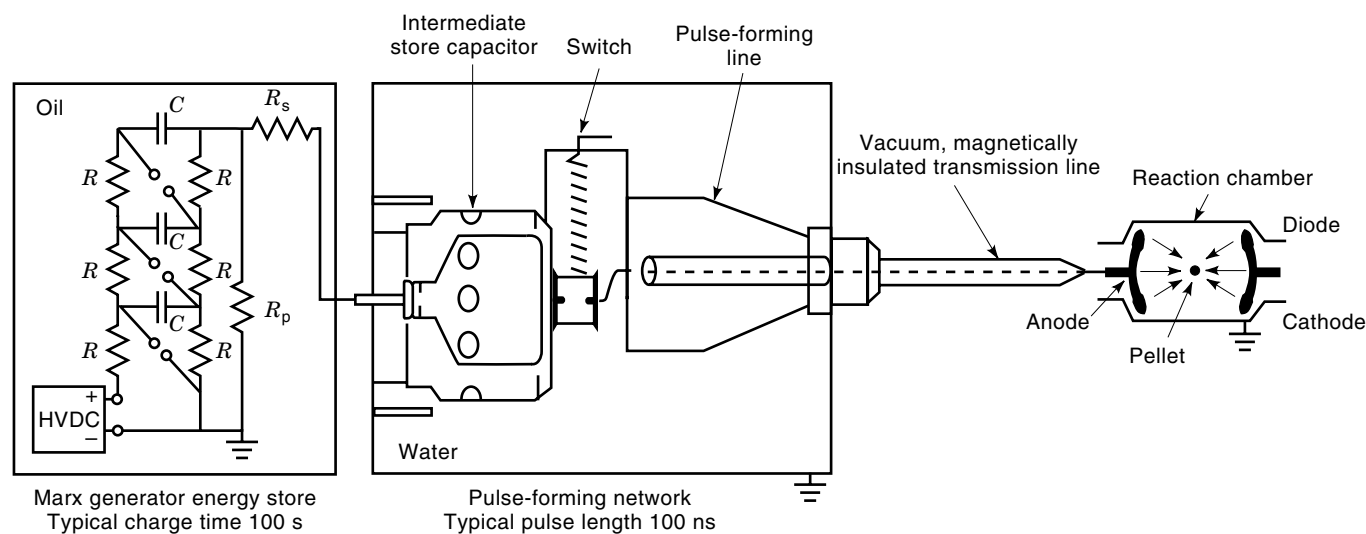 Intermediate
store capacitor
Switch
Pulse-forming
line
Oil
C
R
s
R
R
C
R
R
C
R
R
R
p
HVDC
+
−
Water
Vacuum, magnetically
insulated transmission line
Reaction chamber
Diode
Anode
Cathode
Pellet
Marx generator energy store
Typical charge time 100 s
Pulse-forming network
Typical pulse length 100 ns